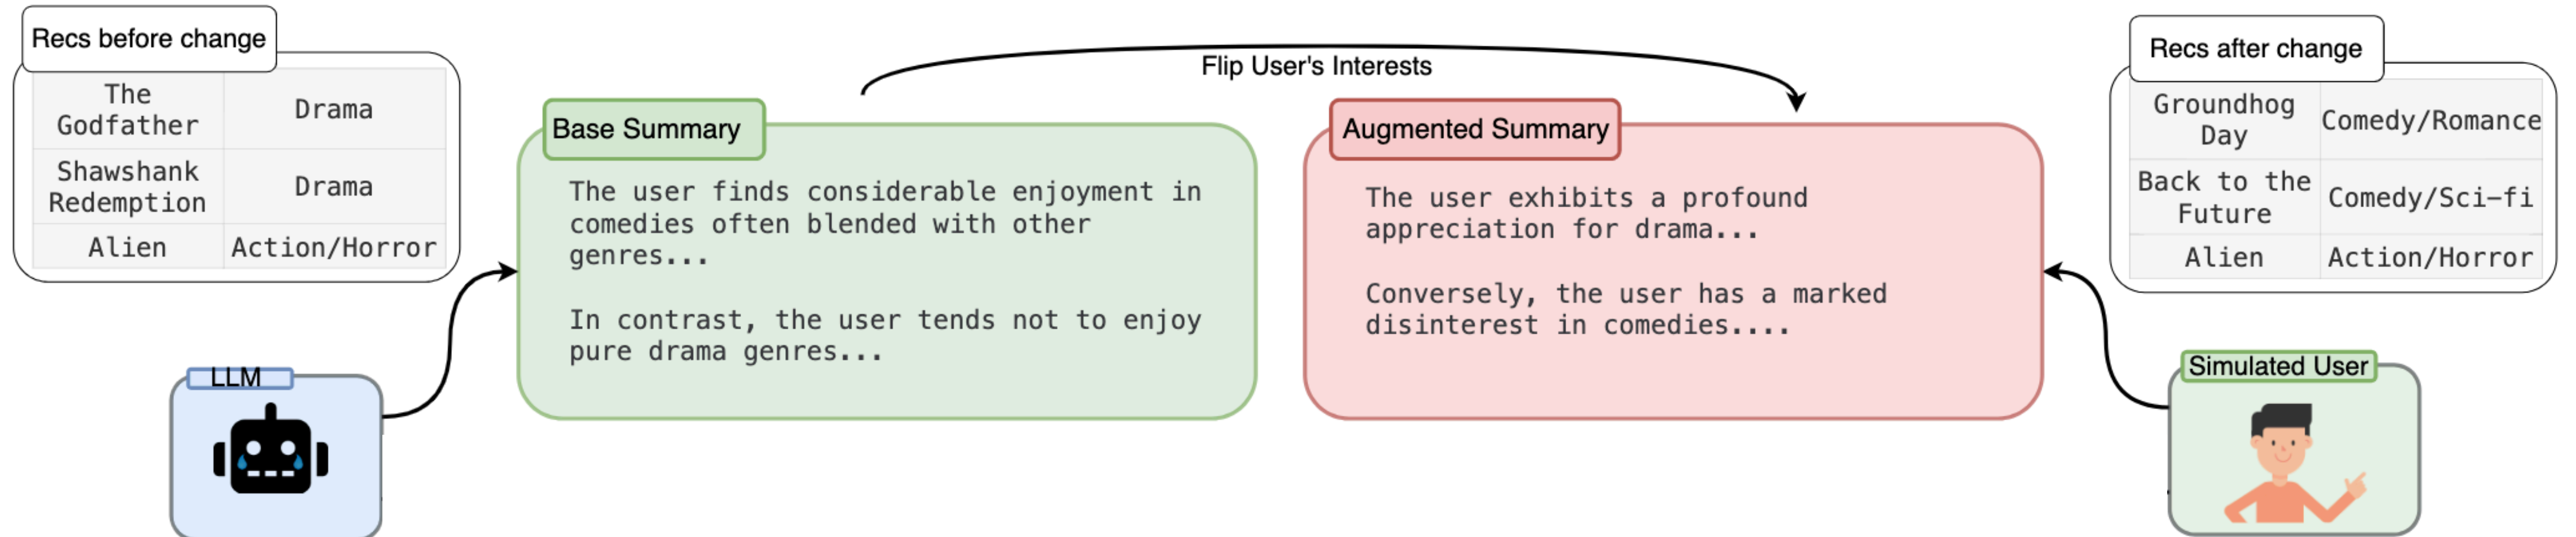 Recs before change
The Godfather
Drama
Shawshank Redemption
Drama
Alien
Action/Horror
LLM
Base Summary
The user finds considerable enjoyment in
comedies often blended with other
genres...
In contrast, the user tends not to enjoy
pure drama genres...
Flip User's Interests
Augmented Summary
The user exhibits a profound
appreciation for drama...
Conversely, the user has a marked
disinterest in comedies....
Recs after change
Groundhog Day
Comedy/Romance
Back to the Future
Comedy/Sci-fi
Alien
Action/Horror
Simulated User